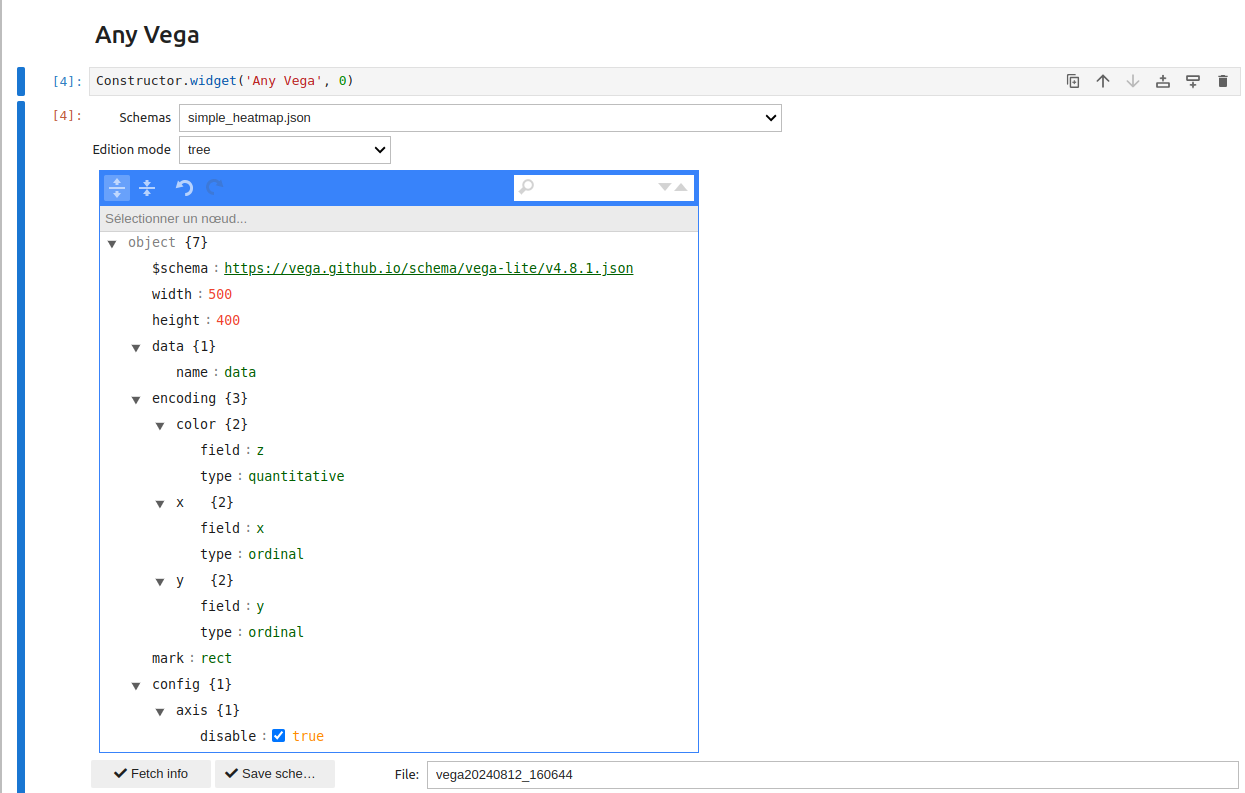 Any Vega
[4]: Constructor.widget('Any Vega', 0)
[4]: Schemas simple_heatmap.json
Edition mode tree
Sélectionner un nœud...
object {7}
$schema : https://vega.github.io/schema/vega-lite/v4.8.1.json
width : 500
height : 400
data {1}
name : data
encoding {3}
color {2}
field : z
type : quantitative
x {2}
field : x
type : ordinal
y {2}
field : y
type : ordinal
mark : rect
config {1}
axis {1}
disable : true
Fetch info Save sche… File: vega20240812_160644